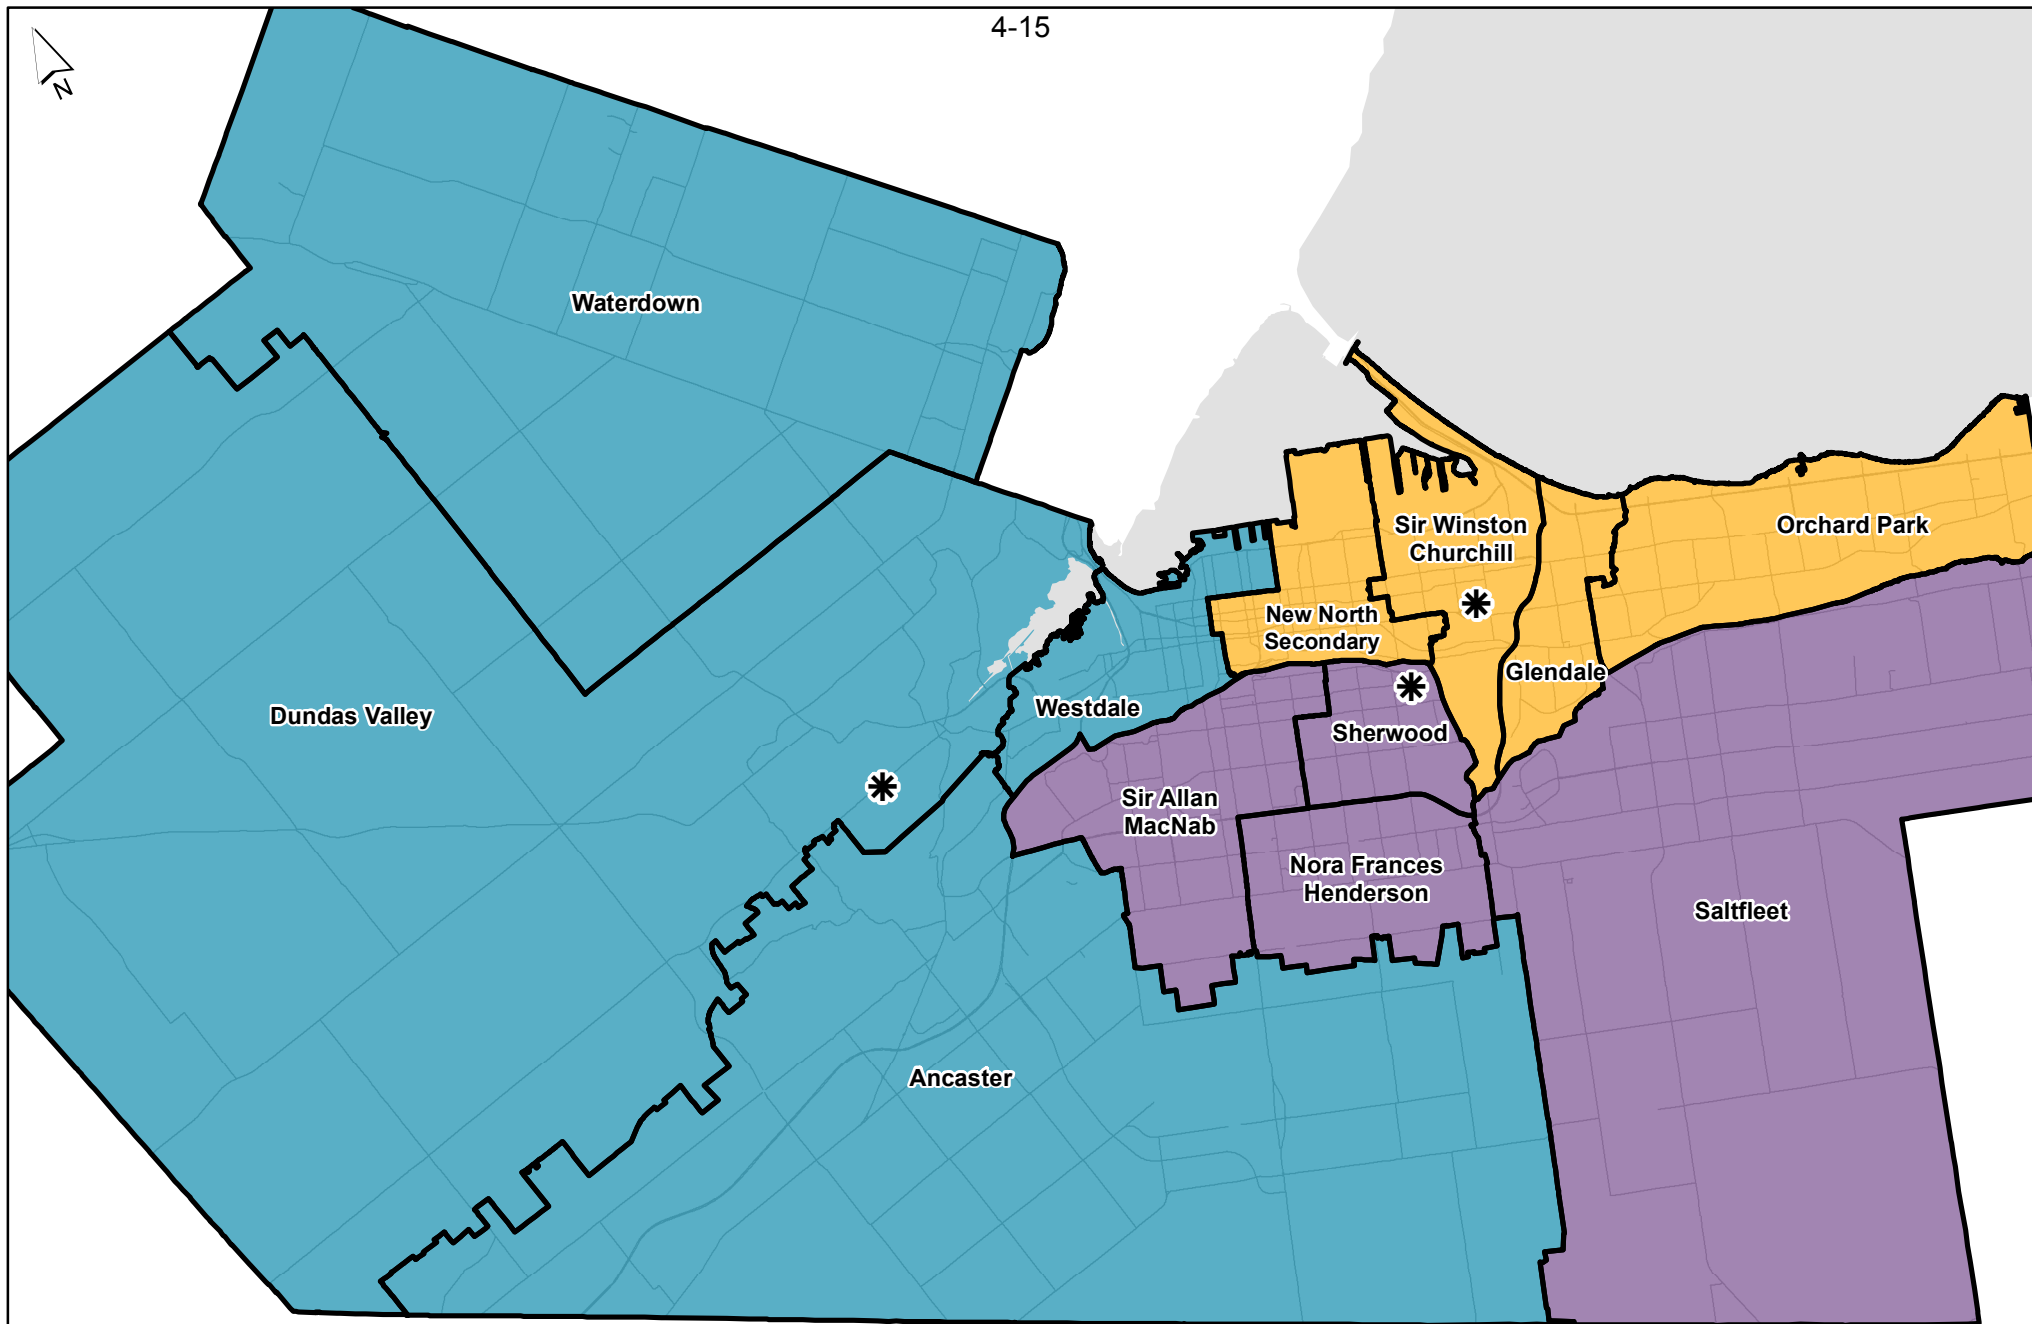 4-15
N
Waterdown
Sir Winston
Churchill
Orchard Park
New North
Secondary
Glendale
Dundas Valley
Westdale
Sherwood
Sir Allan
MacNab
Nora Frances
Henderson
Saltfleet
Ancaster